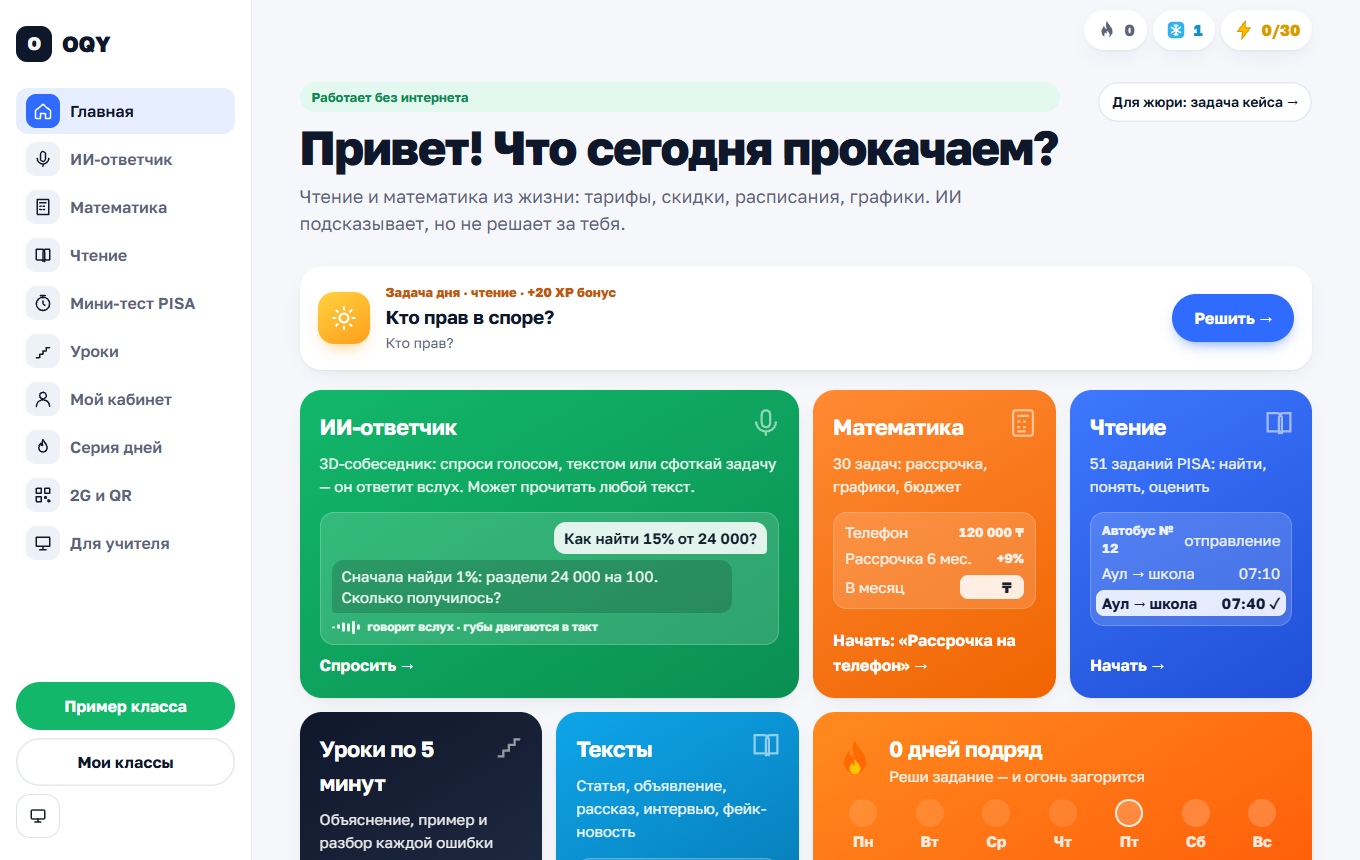 O OQY
Главная
ИИ-ответчик
Математика
Чтение
Мини-тест PISA
Уроки
Мой кабинет
Серия дней
2G и QR
Для учителя
Пример класса
Мои классы
0
1
0/30
Работает без интернета
Для жюри: задача кейса →
Привет! Что сегодня прокачаем?
Чтение и математика из жизни: тарифы, скидки, расписания, графики. ИИ
подсказывает, но не решает за тебя.
Задача дня · чтение · +20 XP бонус
Кто прав в споре?
Кто прав?
Решить →
ИИ-ответчик
3D-собеседник: спроси голосом, текстом или сфоткай задачу
— он ответит вслух. Может прочитать любой текст.
Как найти 15% от 24 000?
Сначала найди 1%: раздели 24 000 на 100.
Сколько получилось?
говорит вслух · губы двигаются в такт
Спросить →
Математика
30 задач: рассрочка,
графики, бюджет
Телефон 120 000 ₸
Рассрочка 6 мес. +9%
В месяц ₸
Начать: «Рассрочка на
телефон» →
Чтение
51 заданий PISA: найти,
понять, оценить
Автобус №
12 отправление
Аул → школа 07:10
Аул → школа 07:40 ✓
Начать →
Уроки по 5
минут
Объяснение, пример и
разбор каждой ошибки
Тексты
Статья, объявление,
рассказ, интервью, фейк-
новость
0 дней подряд
Реши задание — и огонь загорится
Пн Вт Ср Чт Пт Сб Вс